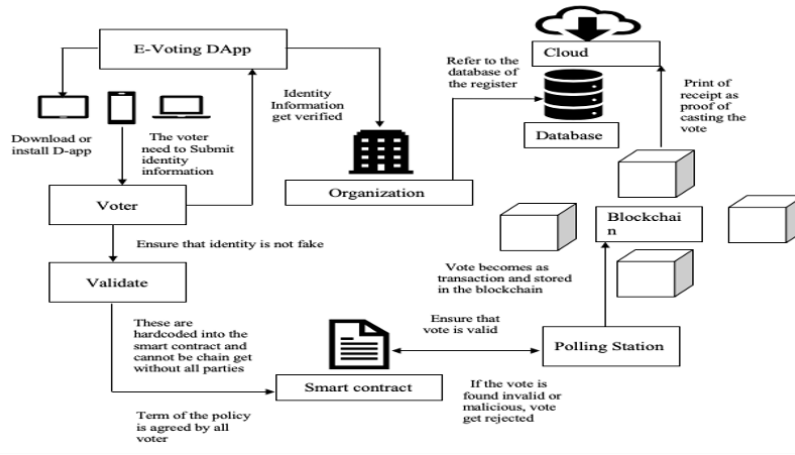 E-Voting DApp
Cloud
Refer to the
database of
the register
Print of
receipt as
proof of
casting the
vote
Identity
Information
get verified
Database
Download or
install D-app
The voter
need to Submit
identity
information
Organization
Voter
Blockchai
n
Ensure that identity is not fake
Validate
Vote becomes as
transaction and stored
in the blockchain
These are
hardcoded into the
smart contract and
cannot be chain get
without all parties
Ensure that
vote is valid
Polling Station
Smart contract
If the vote is
found invalid or
malicious, vote
get rejected
Term of the policy
is agreed by all
voter